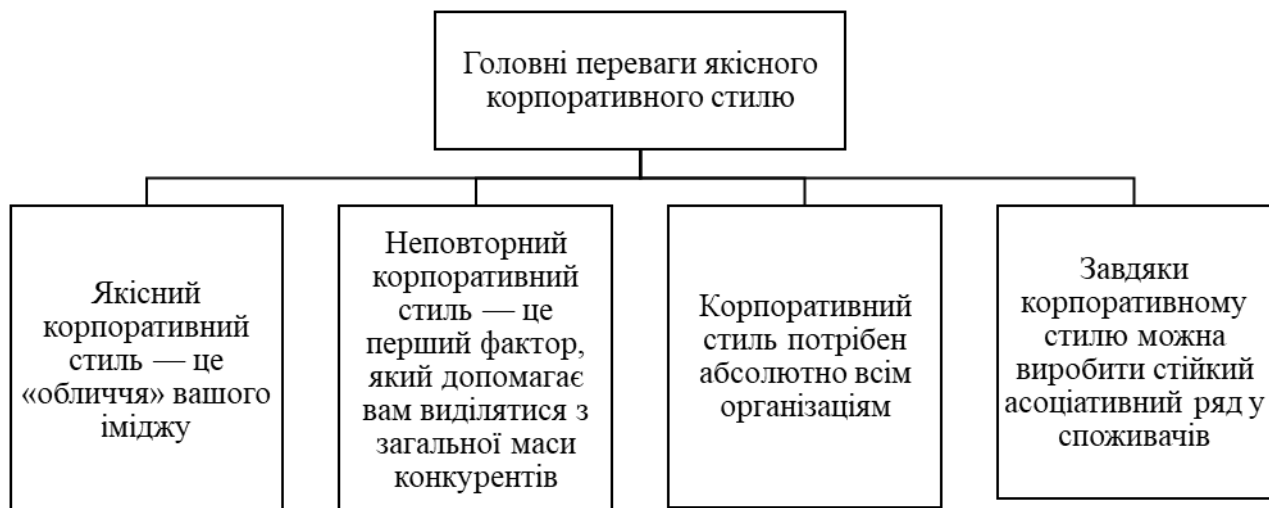 Головні переваги якісного
корпоративного стилю
Якісний
корпоративний
стиль — це
«обличчя» вашого
іміджу
Неповторний
корпоративний
стиль — це
перший фактор,
який допомагає
вам виділятися з
загальної маси
конкурентів
Корпоративний
стиль потрібен
абсолютно всім
організаціям
Завдяки
корпоративному
стилю можна
виробити стійкий
асоціативний ряд у
споживачів